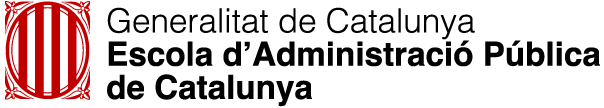 Generalitat de Catalunya
Escola d'Administració Pública
de Catalunya